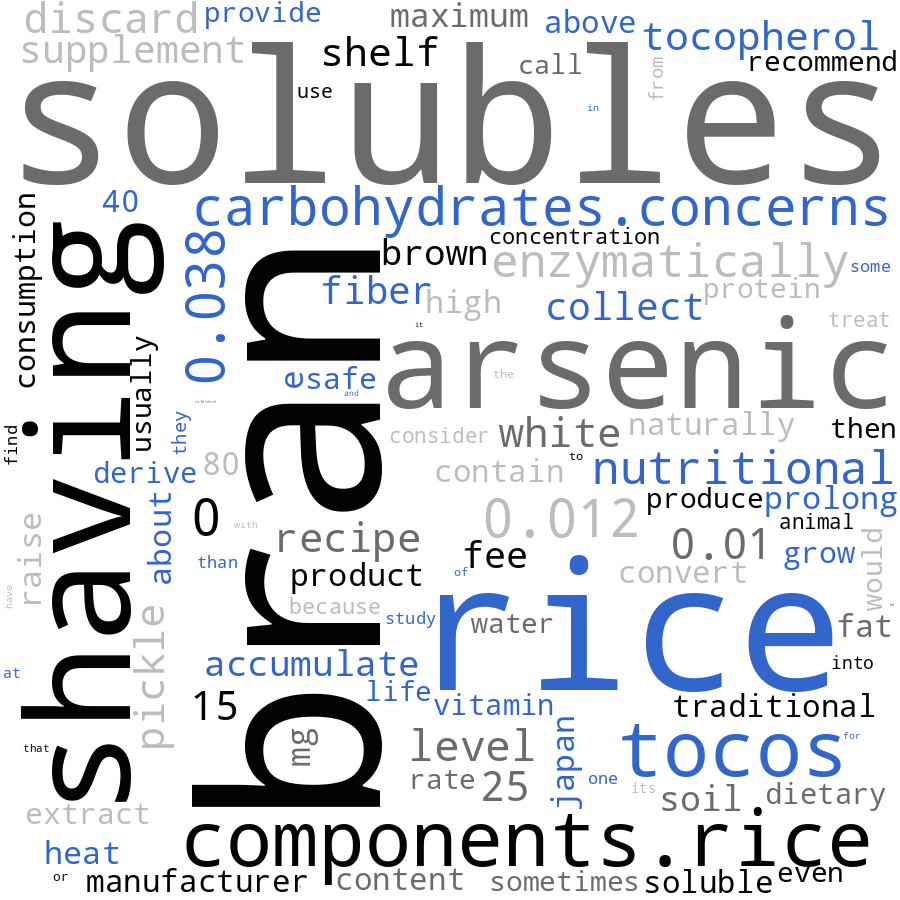 discard provide maximum above tocopherol
supplement shelf call from recommend
solubles
use in
consumption 40 carbohydrates.concerns
shaving 0.038 bran brown concentration enzymatically some
fiber high collect protein
it treat
arsenic
usually e safe the
and
reference
find they consider white naturally then
to
derive 80 contain nutritional
about 0 with 0.012 produce prolong
raise recipe 0.01 animal
than fee grow would
product of rice convert
have because study water fat
pickle accumulate into
at life vitamin traditional
15
that mg level japan tocos for
rate 25 one its soil dietary
extract
heat components.rice
or manufacturer content sometimes soluble even